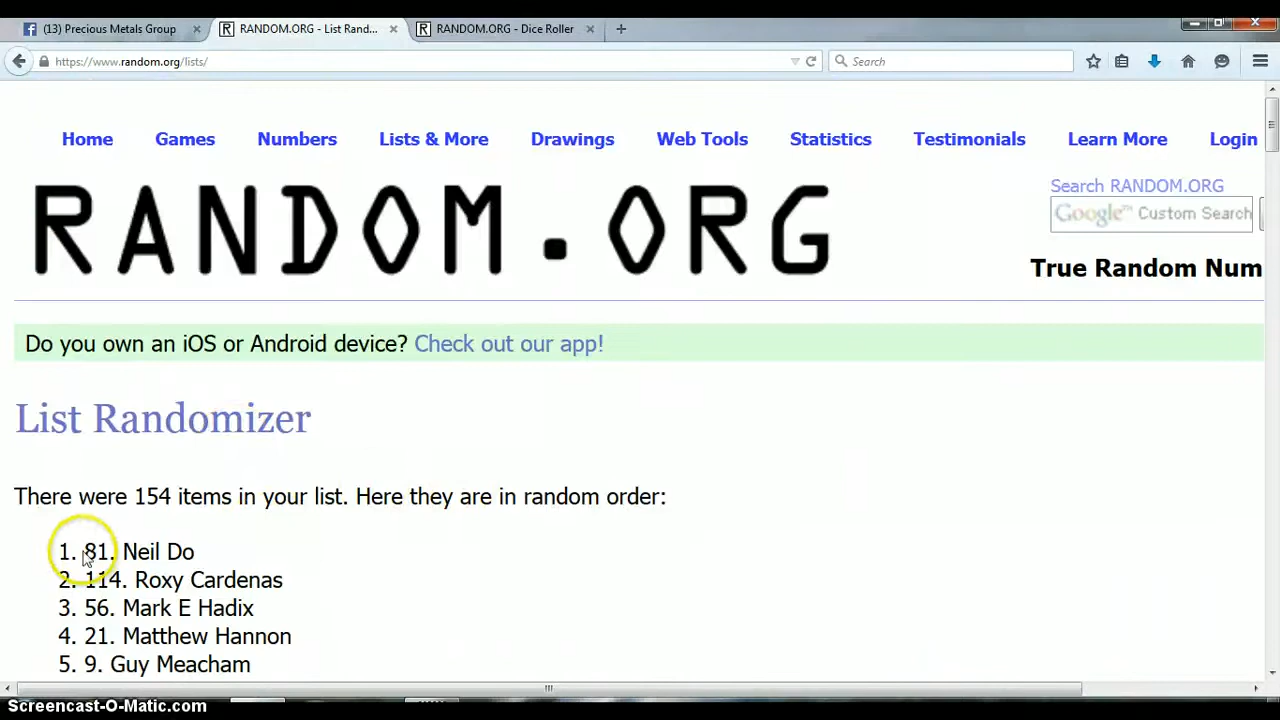 (13) Precious Metals Group
RANDOM.ORG - List Rand...
RANDOM.ORG - Dice Roller
https://www.random.org/lists/
Search
Home Games Numbers Lists & More Drawings Web Tools Statistics Testimonials Learn More Login
RANDOM.ORG
Search RANDOM.ORG
Google™ Custom Search
True Random Num
Do you own an iOS or Android device? Check out our app!
List Randomizer
There were 154 items in your list. Here they are in random order:
1. 81. Neil Do
2. 114. Roxy Cardenas
3. 56. Mark E Hadix
4. 21. Matthew Hannon
5. 9. Guy Meacham
Screencast-O-Matic.com